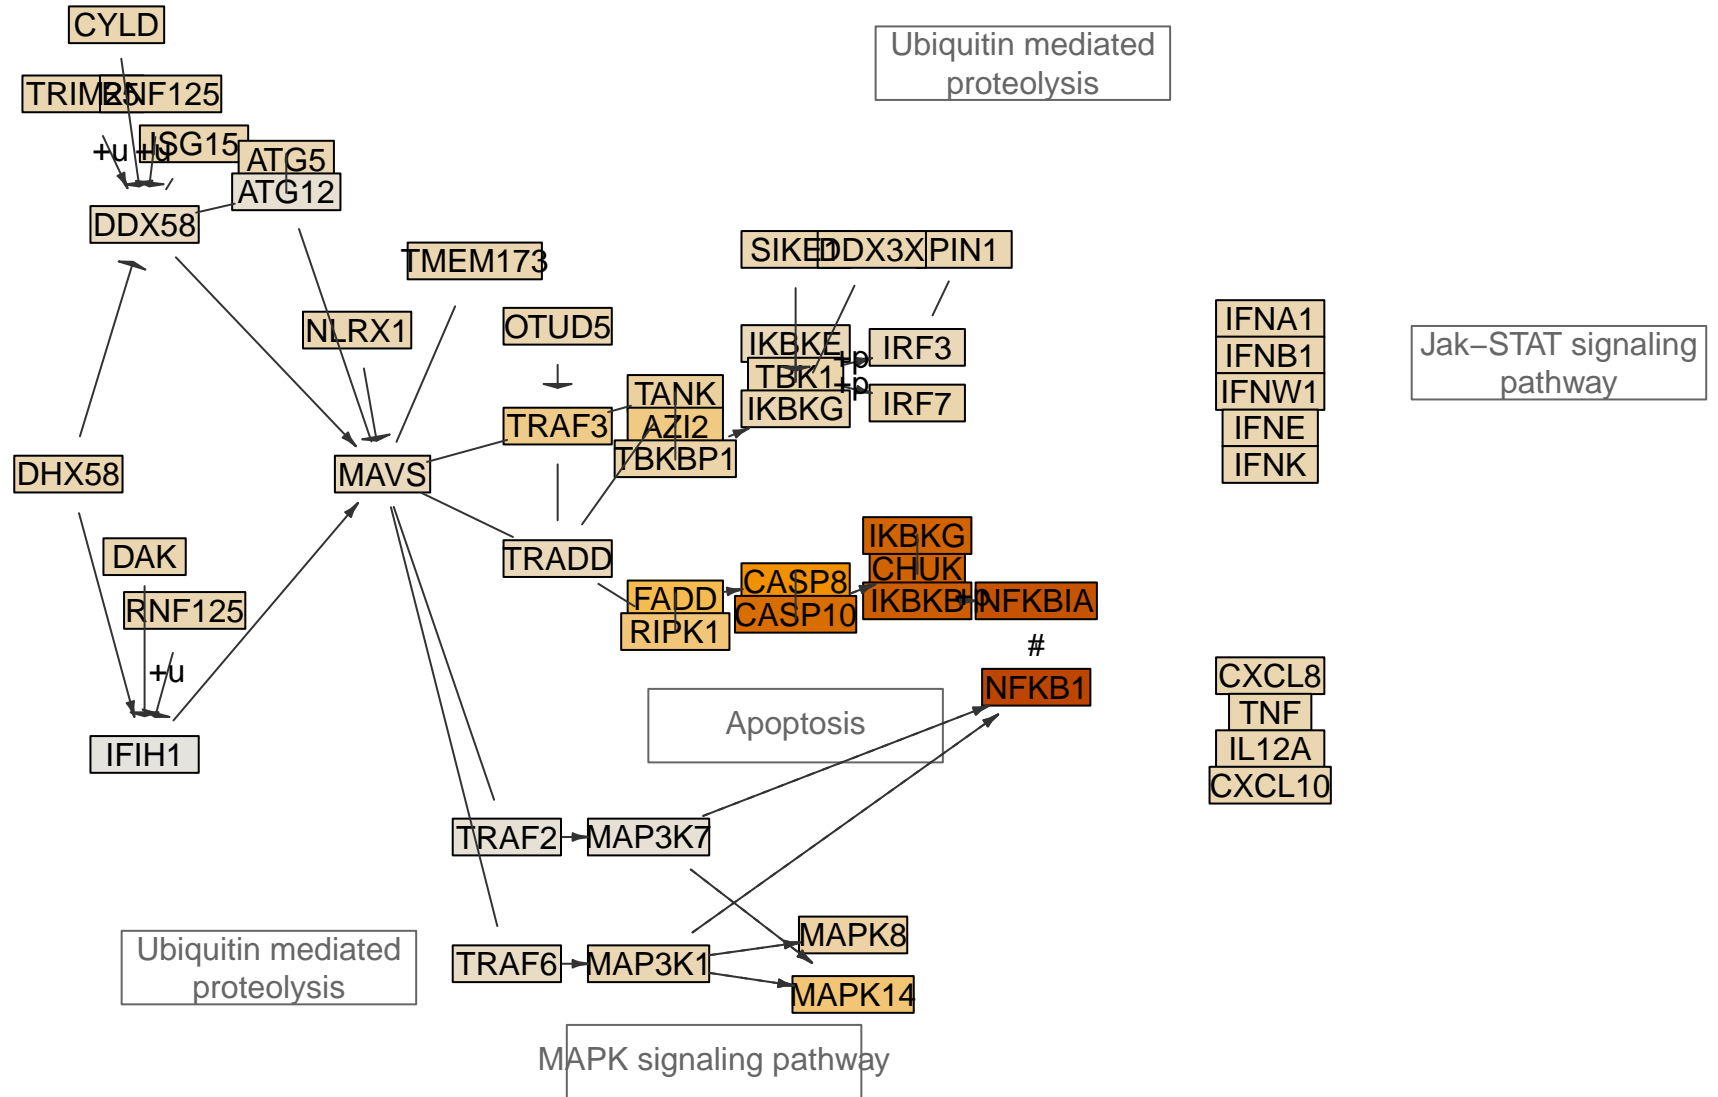 CYLD
Ubiquitin mediated
proteolysis
TRIM25
RNF125
ISG15
+u
+u
ATG5
ATG12
DDX58
TMEM173
SIKE1
DDX3X
PIN1
NLRX1
OTUD5
IKBKE
IRF3
+p
TBK1
+p
IKBKG
IRF7
IFNA1
IFNB1
IFNW1
IFNE
IFNK
Jak−STAT signaling
pathway
TANK
TRAF3
AZI2
TBKBP1
DHX58
MAVS
DAK
RNF125
+u
IFIH1
TRADD
FADD
RIPK1
CASP8
CASP10
IKBKG
CHUK
IKBKB
+p
NFKBIA
#
NFKB1
CXCL8
TNF
IL12A
CXCL10
Apoptosis
TRAF2
MAP3K7
TRAF6
MAP3K1
MAPK8
MAPK14
Ubiquitin mediated
proteolysis
MAPK signaling pathway